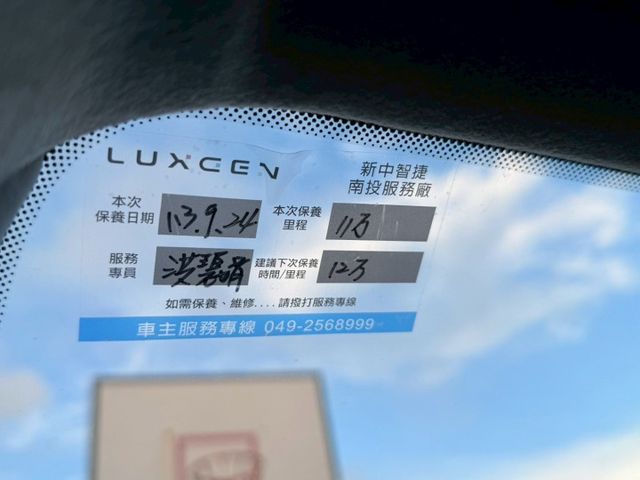 LUXGEN
新中智捷
南投服務廠
本次
保養日期
113.9.24
本次保養
里程
11万
服務
專員
建議下次保養
時間/里程
12万
如需保養、維修....請撥打服務專線
車主服務專線 049-2568999